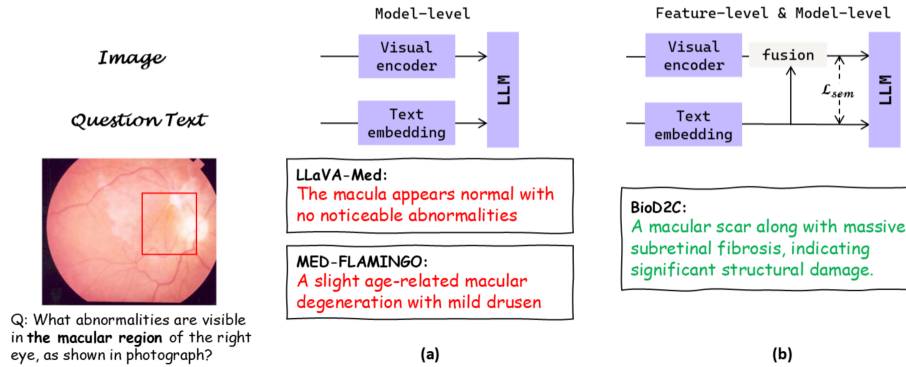 Image
Question Text
Q: What abnormalities are visible
in the macular region of the right
eye, as shown in photograph?
Model-level
Visual
encoder
Text
embedding
LLM
LLaVA-Med:
The macula appears normal with
no noticeable abnormalities
MED-FLAMINGO:
A slight age-related macular
degeneration with mild drusen
(a)
Feature-level & Model-level
Visual
encoder
fusion
Text
embedding
ℒsem
LLM
BioD2C:
A macular scar along with massive
subretinal fibrosis, indicating
significant structural damage.
(b)